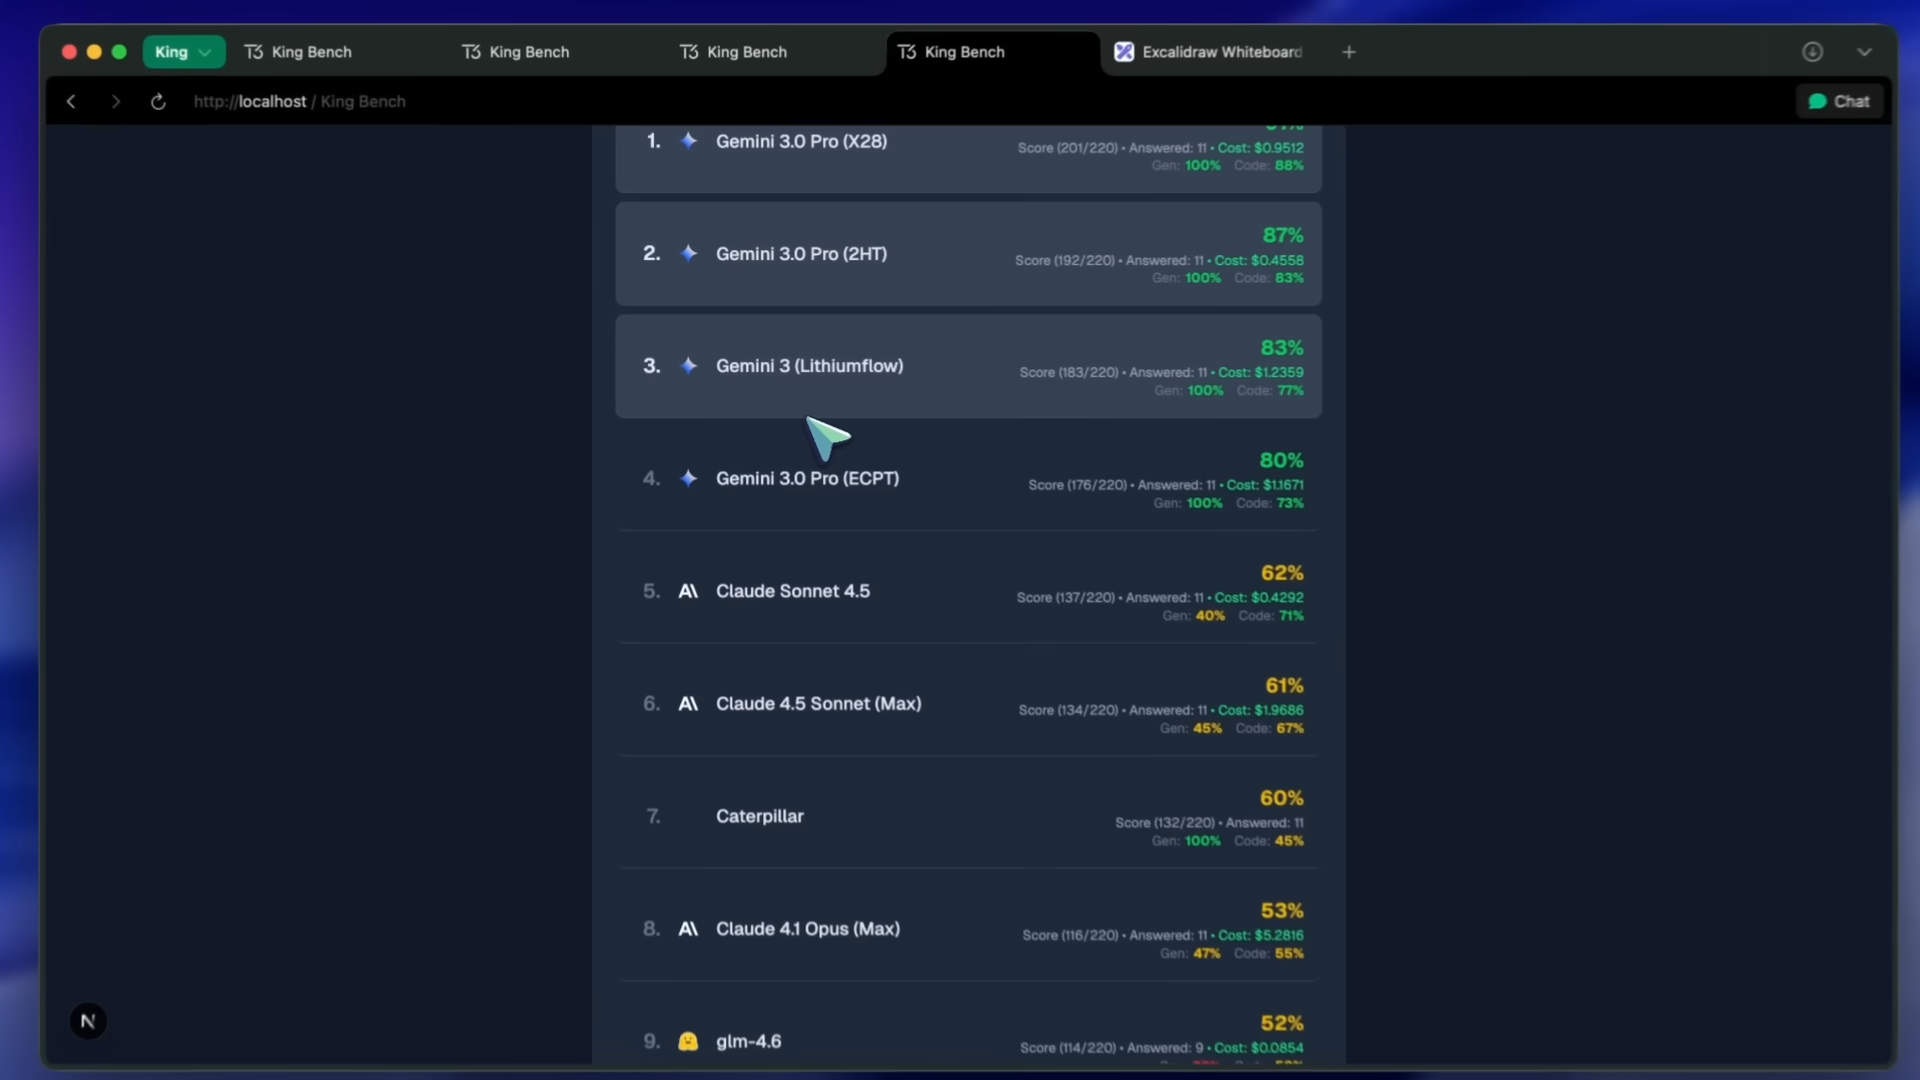 King
King Bench
King Bench
King Bench
King Bench
Excalidraw Whiteboard
http://localhost / King Bench
Chat
1. Gemini 3.0 Pro (X28)
Score (201/220) • Answered: 11 • Cost: $0.9512
Gen: 100% Code: 88%
87%
2. Gemini 3.0 Pro (2HT)
Score (192/220) • Answered: 11 • Cost: $0.4558
Gen: 100% Code: 83%
83%
3. Gemini 3 (Lithiumflow)
Score (183/220) • Answered: 11 • Cost: $1.2359
Gen: 100% Code: 77%
80%
4. Gemini 3.0 Pro (ECPT)
Score (176/220) • Answered: 11 • Cost: $1.1671
Gen: 100% Code: 73%
62%
5. Claude Sonnet 4.5
Score (137/220) • Answered: 11 • Cost: $0.4292
Gen: 40% Code: 71%
61%
6. Claude 4.5 Sonnet (Max)
Score (134/220) • Answered: 11 • Cost: $1.9686
Gen: 45% Code: 67%
60%
7. Caterpillar
Score (132/220) • Answered: 11
Gen: 100% Code: 45%
53%
8. Claude 4.1 Opus (Max)
Score (116/220) • Answered: 11 • Cost: $5.2816
Gen: 47% Code: 55%
52%
9. glm-4.6
Score (114/220) • Answered: 9 • Cost: $0.0854
N